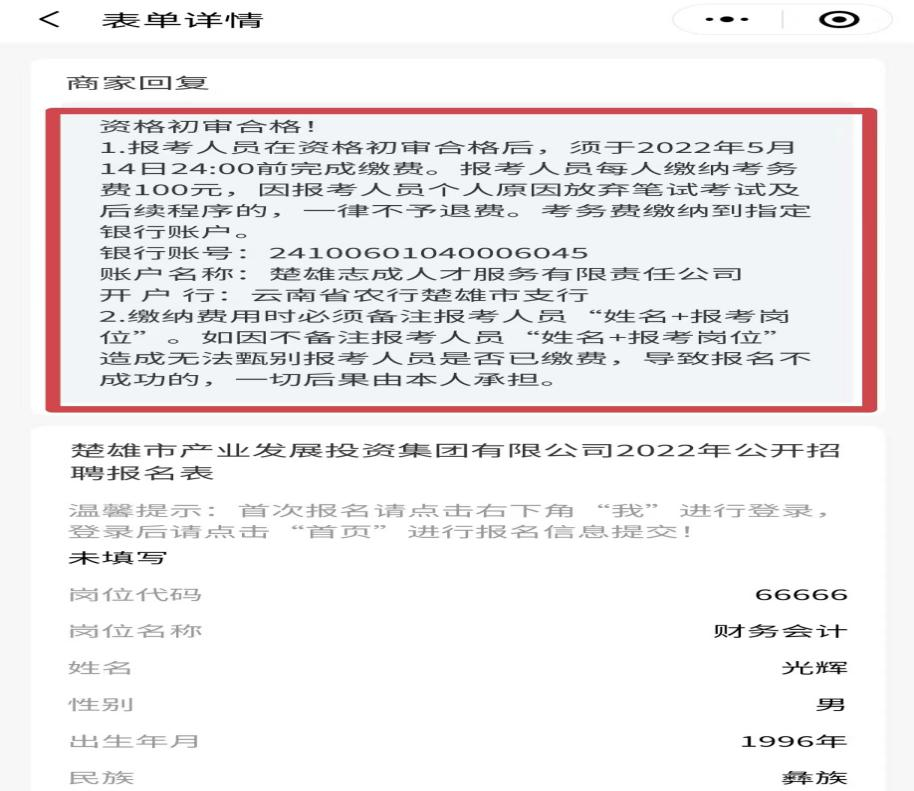 表单详情
商家回复
资格初审合格！
1.报考人员在资格初审合格后，须于2022年5月
14日24:00前完成缴费。报考人员每人缴纳考务
费100元，因报考人员个人原因放弃笔试考试及
后续程序的，一律不予退费。考务费缴纳到指定
银行账户。
银行账号：24100601040006045
账户名称：楚雄志成人才服务有限责任公司
开 户 行：云南省农行楚雄市支行
2.缴纳费用时必须备注报考人员“姓名+报考岗
位”。如因不备注报考人员“姓名+报考岗位”
造成无法甄别报考人员是否已缴费，导致报名不
成功的，一切后果由本人承担。
楚雄市产业发展投资集团有限公司2022年公开招
聘报名表
温馨提示：首次报名请点击右下角“我”进行登录，
登录后请点击“首页”进行报名信息提交！
未填写
岗位代码 66666
岗位名称 财务会计
姓名 光辉
性别 男
出生年月 1996年
民族 彝族